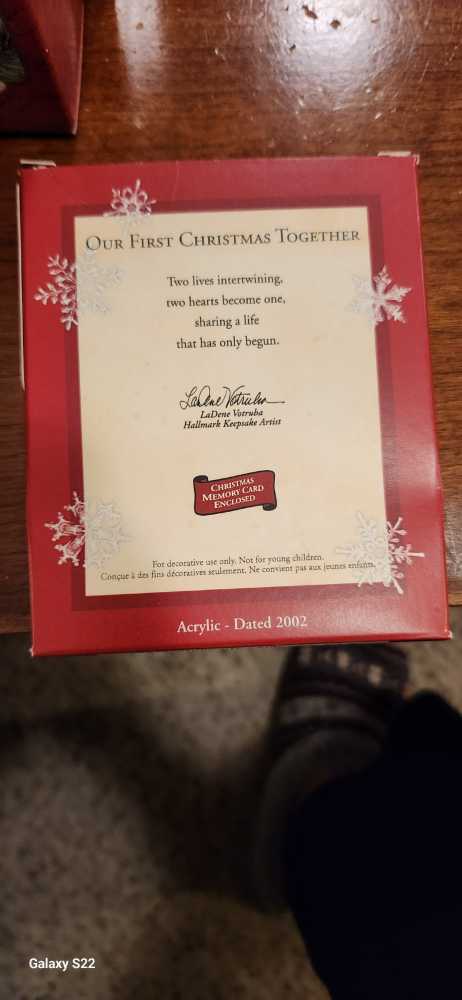 Our First Christmas Together
Two lives intertwining,
two hearts become one,
sharing a life
that has only begun.
LaDene Votruba
LaDene Votruba
Hallmark Keepsake Artist
Christmas
Memory Card
Enclosed
For decorative use only. Not for young children.
Conçue à des fins décoratives seulement. Ne convient pas aux jeunes enfants.
Acrylic - Dated 2002
Galaxy S22